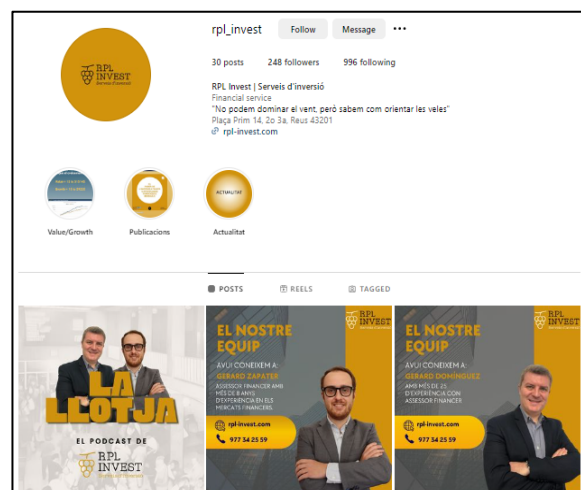 rpl_invest Follow Message ...
30 posts 248 followers 996 following
RPL Invest | Serveis d'inversió
Financial service
"No podem dominar el vent, però sabem com orientar les veles"
Plaça Prim 14, 2o 3a, Reus 43201
rpl-invest.com
RPL
INVEST
Serveis d'inversió
ACTUALITAT
Value/Growth Publicacions Actualitat
POSTS REELS TAGGED
LA
LLOTJA
EL PODCAST DE
RPL
INVEST
RPL
INVEST
EL NOSTRE
EQUIP
AVUI CONEIXEM A:
GERARD ZAPATER
ASSESSOR FINANCER AMB
MÉS DE 8 ANYS
D'EXPERIÈNCIA EN ELS
MERCATS FINANCERS.
rpl-invest.com
977 34 25 59
RPL
INVEST
EL NOSTRE
EQUIP
AVUI CONEIXEM A:
GERARD DOMÍNGUEZ
AMB MÉS DE 25
D'EXPERIÈNCIA COM
ASSESSOR FINANCER
rpl-invest.com
977 34 25 59